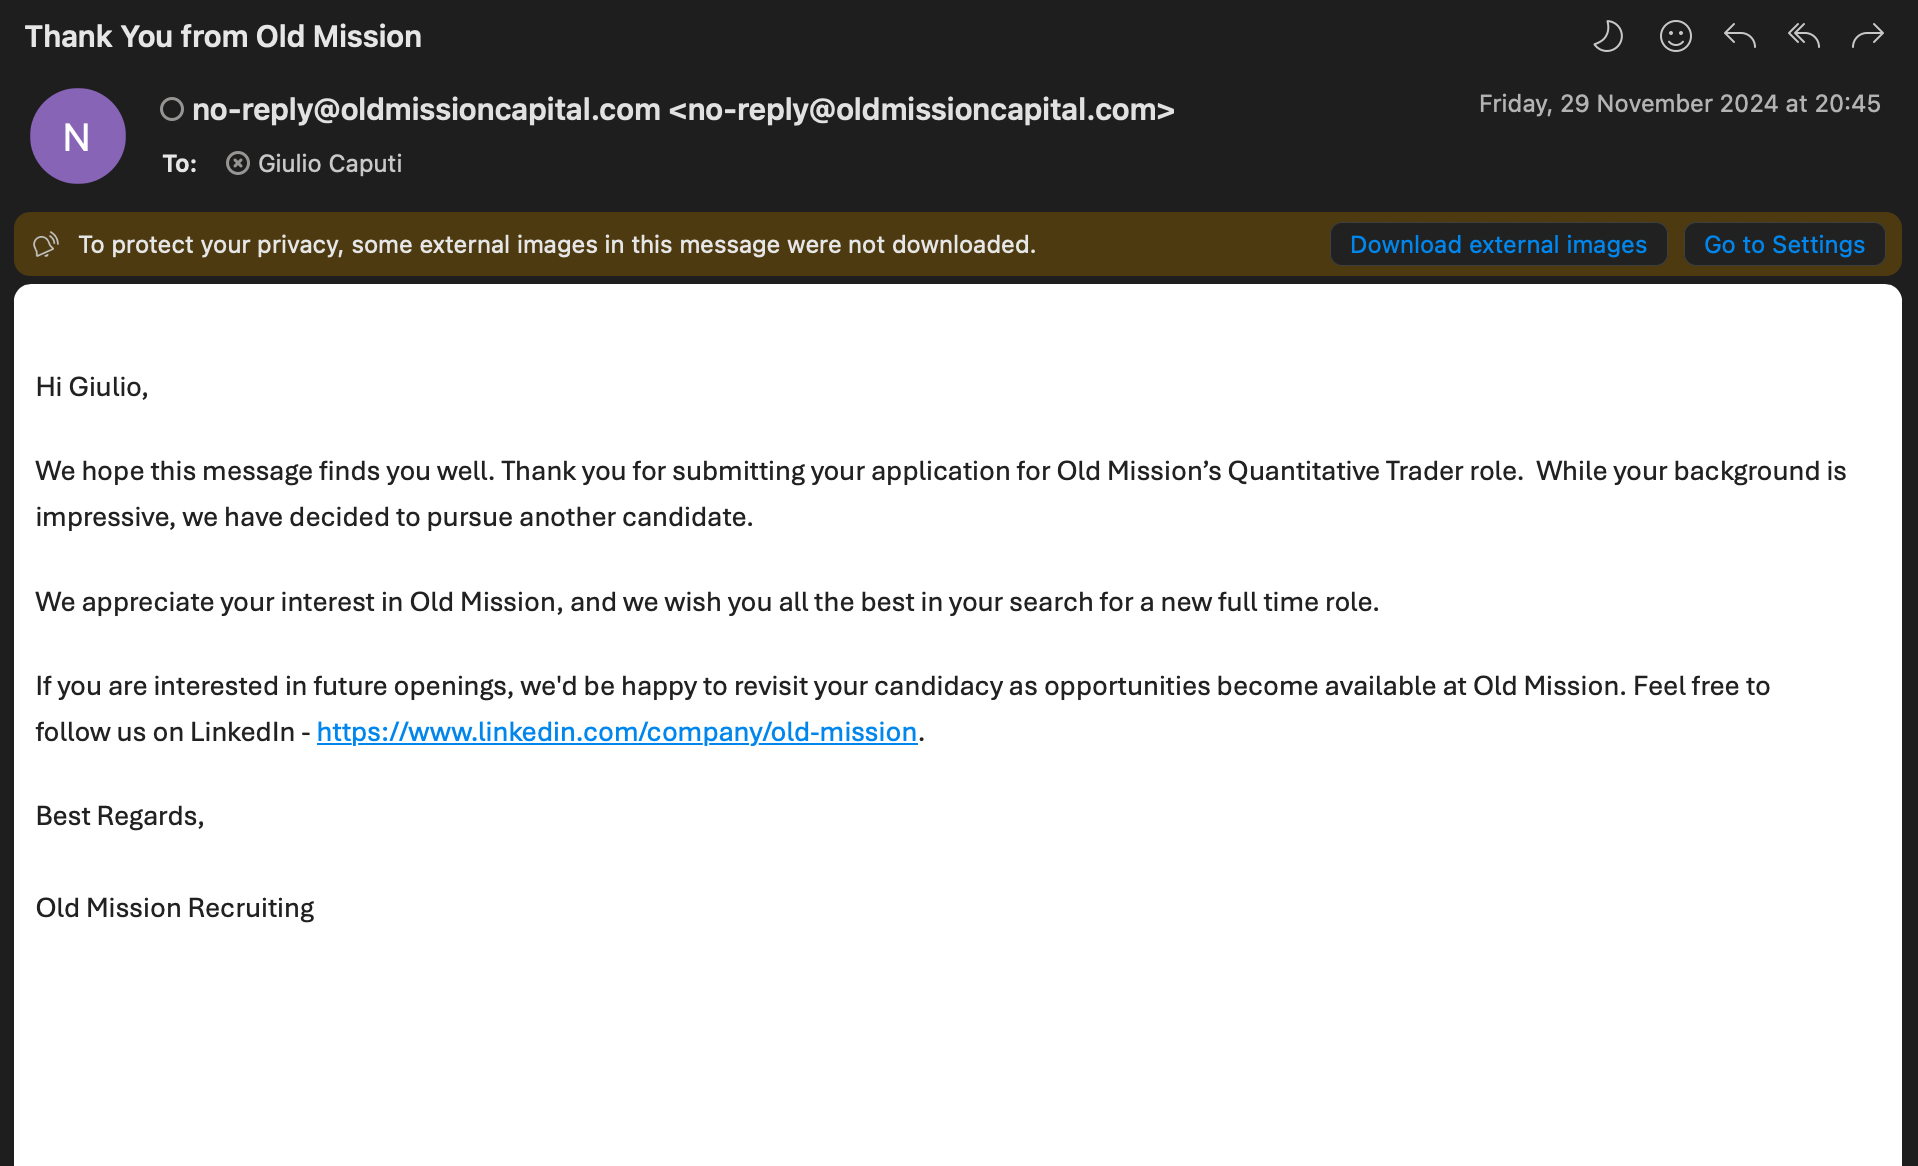 Thank You from Old Mission
N
no-reply@oldmissioncapital.com <no-reply@oldmissioncapital.com>
Friday, 29 November 2024 at 20:45
To: Giulio Caputi
To protect your privacy, some external images in this message were not downloaded.
Download external images
Go to Settings
Hi Giulio,
We hope this message finds you well. Thank you for submitting your application for Old Mission’s Quantitative Trader role.  While your background is
impressive, we have decided to pursue another candidate.
We appreciate your interest in Old Mission, and we wish you all the best in your search for a new full time role.
If you are interested in future openings, we'd be happy to revisit your candidacy as opportunities become available at Old Mission. Feel free to
follow us on LinkedIn - https://www.linkedin.com/company/old-mission.
Best Regards,
Old Mission Recruiting